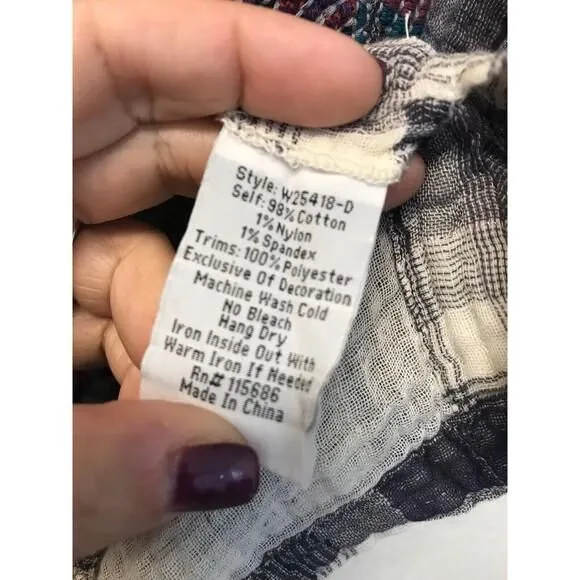 Style: W25418-D
Self: 98% Cotton
1% Nylon
1% Spandex
Trims: 100% Polyester
Exclusive Of Decoration
Machine Wash Cold
No Bleach
Hang Dry
Iron Inside Out With
Warm Iron If Needed
Rn# 115686
Made In China